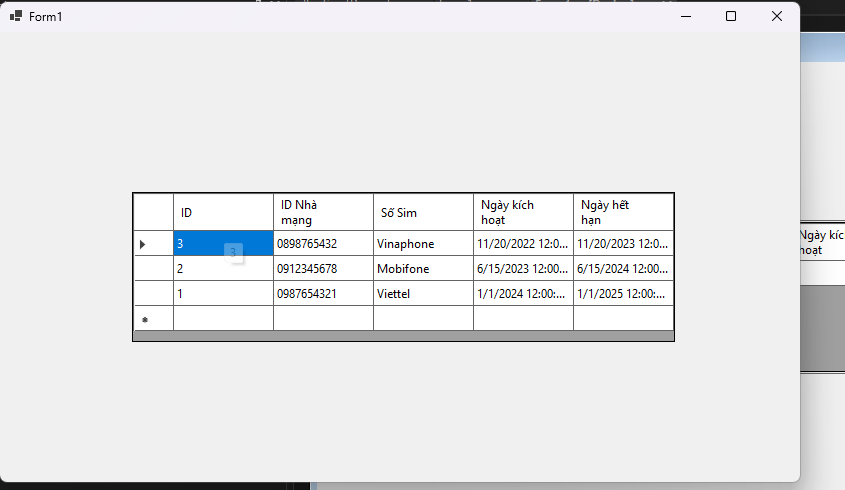 Form1
ID
ID Nhà
mạng
Số Sim
Ngày kích
hoạt
Ngày hết
hạn
3
0898765432
Vinaphone
11/20/2022 12:0...
11/20/2023 12:0...
3
2
0912345678
Mobifone
6/15/2023 12:00...
6/15/2024 12:00...
1
0987654321
Viettel
1/1/2024 12:00:...
1/1/2025 12:00:...
Ngày kíc
hoạt